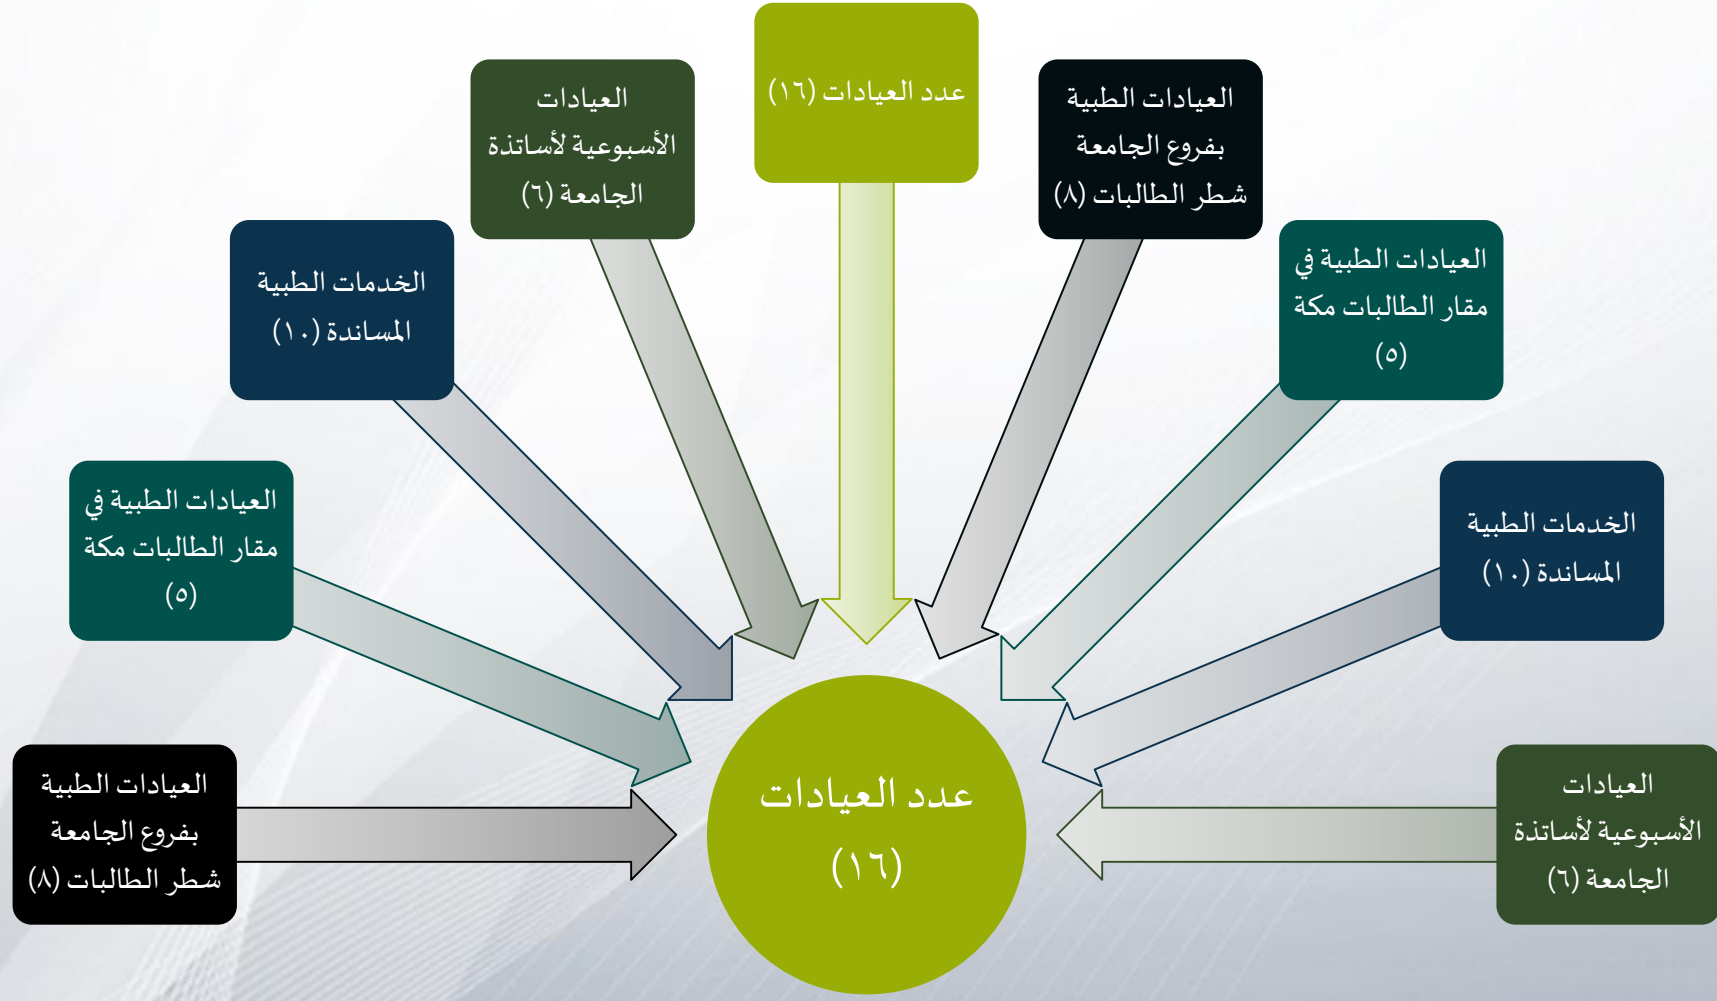 عدد العيادات (١٦)
العيادات الطبية
بفروع الجامعة
شطر الطالبات (٨)
العيادات
الأسبوعية لأساتذة
الجامعة (٦)
العيادات الطبية في
مقار الطالبات مكة
(٥)
الخدمات الطبية
المساندة (١٠)
الخدمات الطبية
المساندة (١٠)
العيادات الطبية في
مقار الطالبات مكة
(٥)
العيادات
الأسبوعية لأساتذة
الجامعة (٦)
عدد العيادات
(١٦)
العيادات الطبية
بفروع الجامعة
شطر الطالبات (٨)